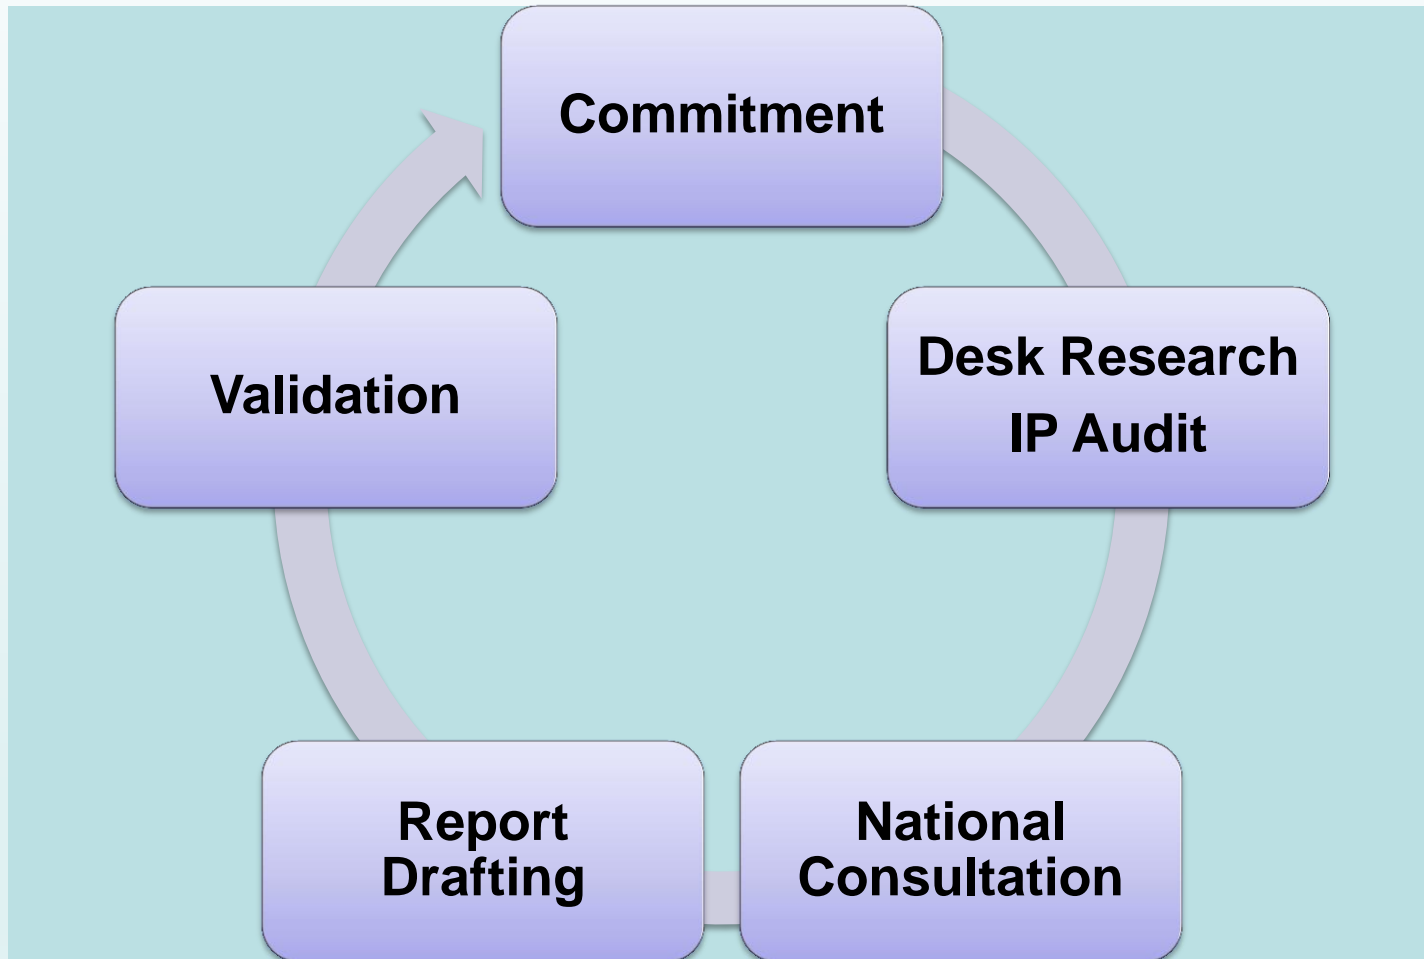 Commitment
Desk Research
IP Audit
National
Consultation
Report
Drafting
Validation